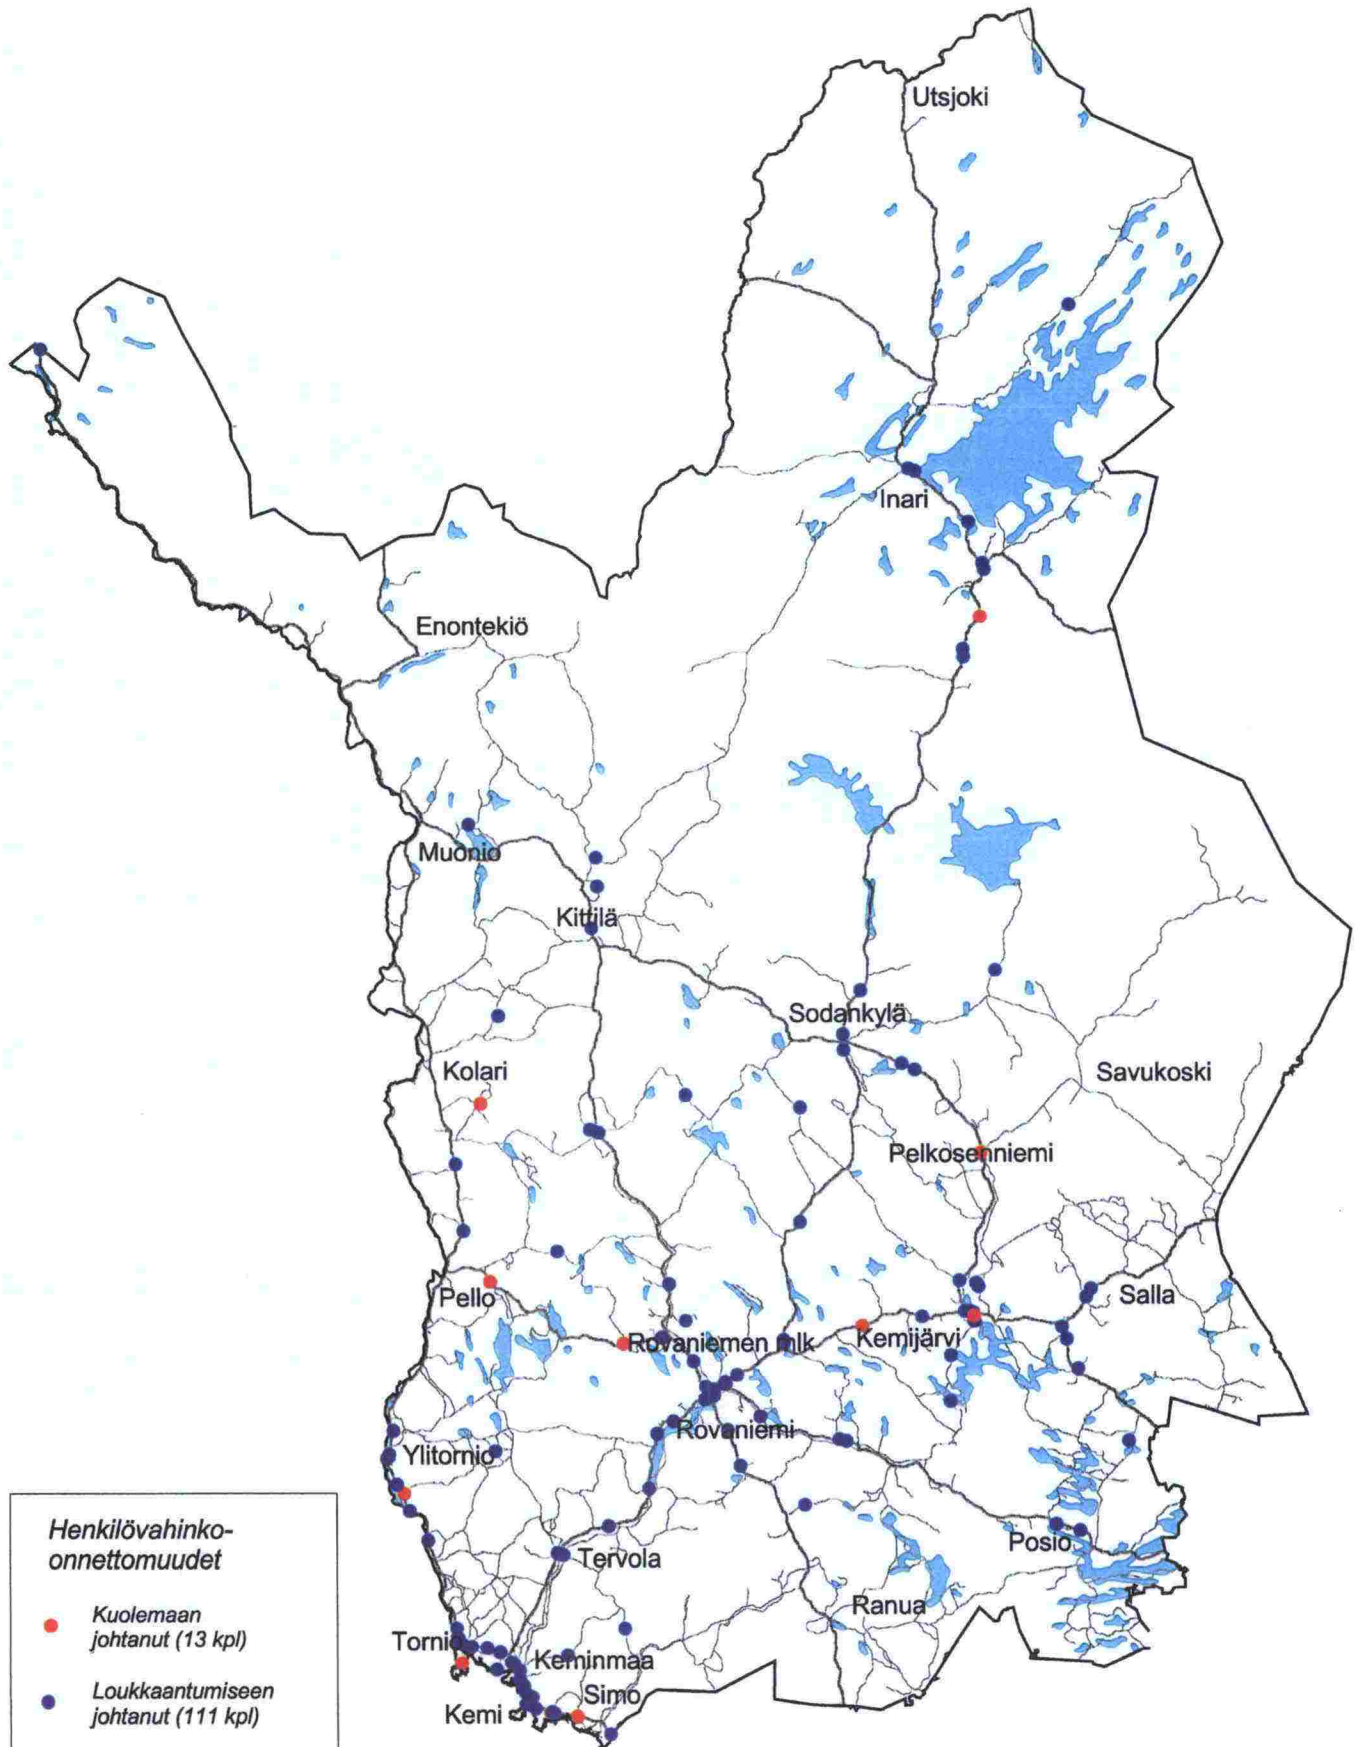 Utsjoki
Inari
Enontekiö
Muonio
Kittilä
Sodankylä
Kolari
Savukoski
Pelkosenniemi
Pello
Salla
Rovaniemen mlk
Kemijärvi
Rovaniemi
Ylitornio
Posio
Tervola
Ranua
Tornio
Keminmaa
Simo
Kemi
Henkilövahinko-
onnettomuudet
Kuolemaan
johtanut (13 kpl)
Loukkaantumiseen
johtanut (111 kpl)